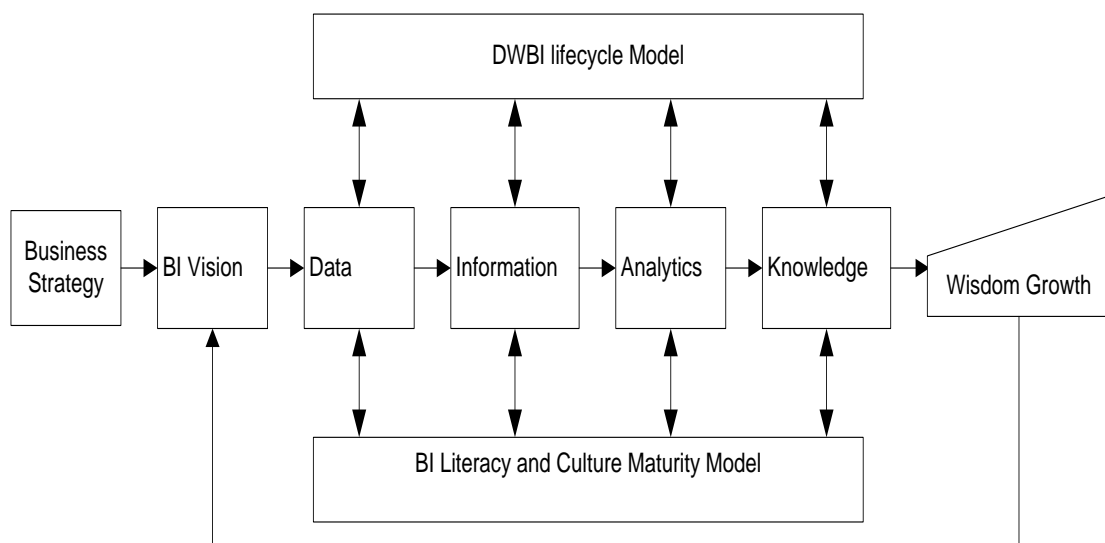 DWBI lifecycle Model
Business
Strategy
BI Vision
Data
Information
Analytics
Knowledge
Wisdom Growth
BI Literacy and Culture Maturity Model